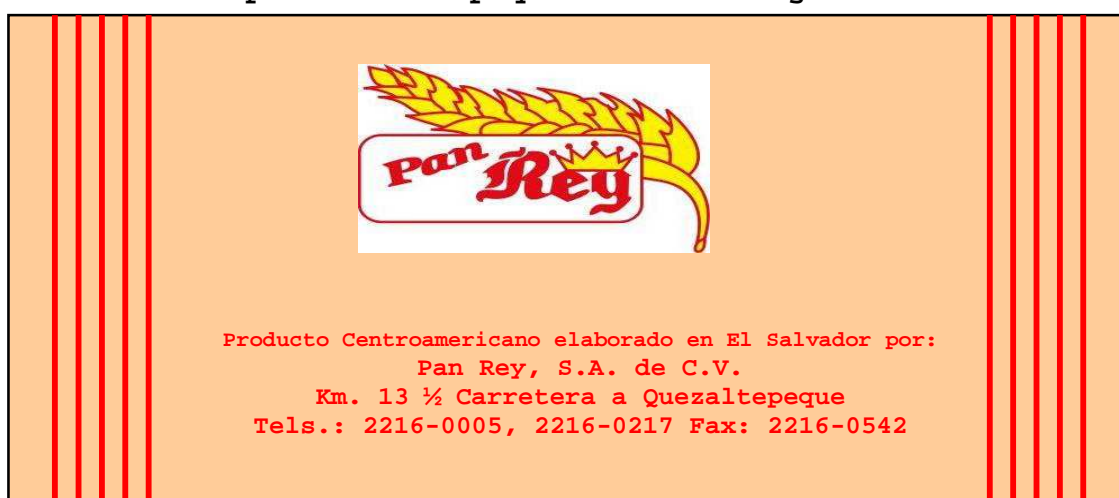 Pan
Rey
Producto Centroamericano elaborado en El Salvador por:
Pan Rey, S.A. de C.V.
Km. 13 ½ Carretera a Quezaltepeque
Tels.: 2216-0005, 2216-0217 Fax: 2216-0542